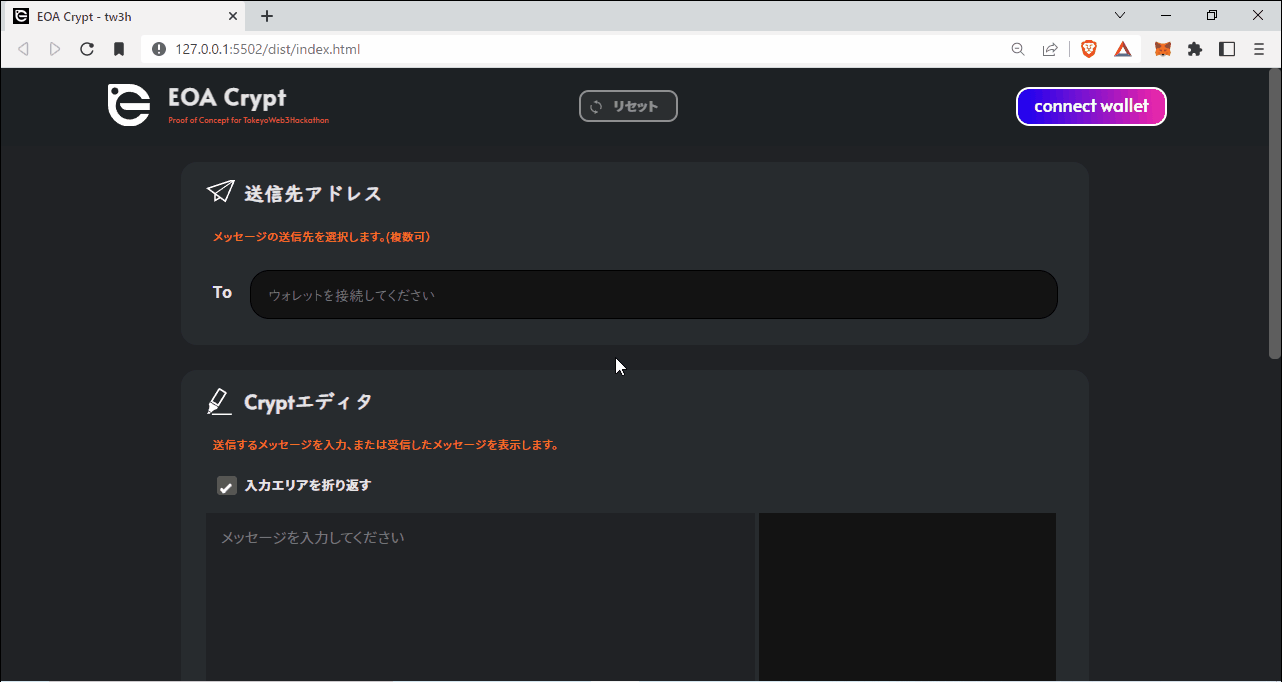 EOA Crypt - tw3h
127.0.0.1:5502/dist/index.html
EOA Crypt
Proof of Concept for TokeyoWeb3Hackathon
リセット
connect wallet
送信先アドレス
メッセージの送信先を選択します。(複数可)
To
ウォレットを接続してください
Cryptエディタ
送信するメッセージを入力、または受信したメッセージを表示します。
入力エリアを折り返す
メッセージを入力してください